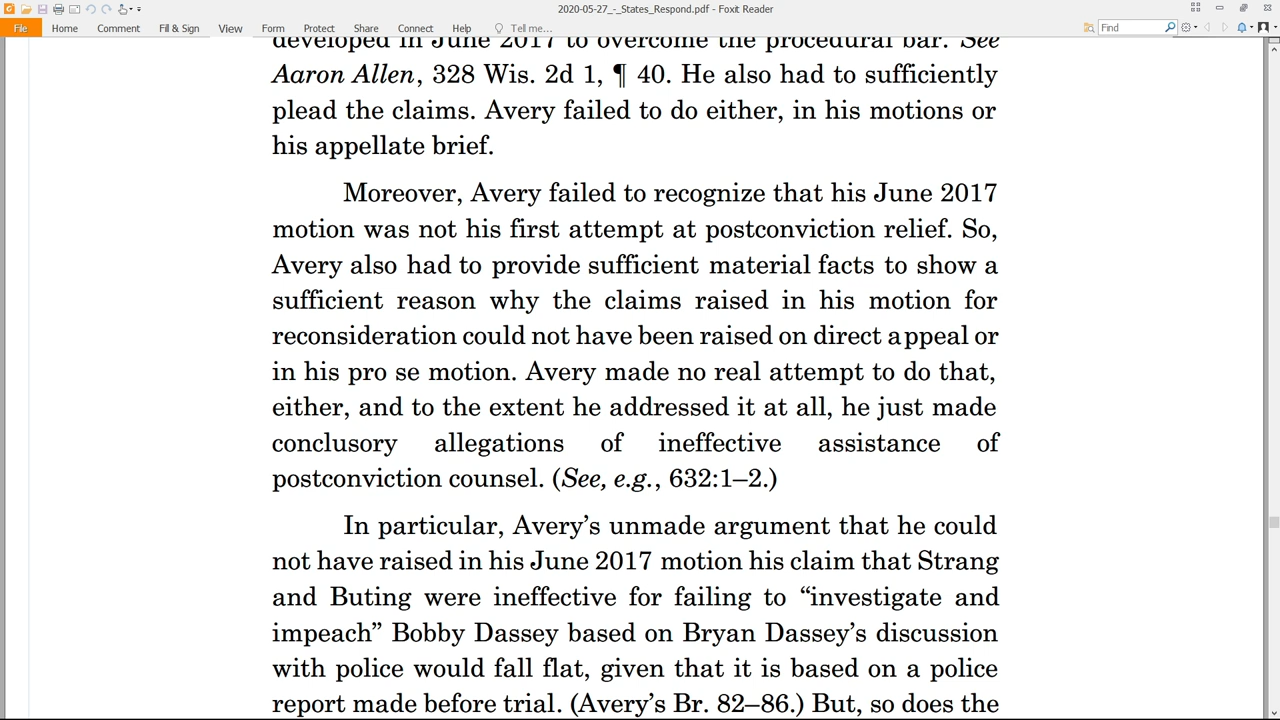 2020-05-27_-_States_Respond.pdf - Foxit Reader
File Home Comment Fill & Sign View Form Protect Share Connect Help Tell me... Find
developed in June 2017 to overcome the procedural bar. See
Aaron Allen, 328 Wis. 2d 1, ¶ 40. He also had to sufficiently
plead the claims. Avery failed to do either, in his motions or
his appellate brief.
Moreover, Avery failed to recognize that his June 2017
motion was not his first attempt at postconviction relief. So,
Avery also had to provide sufficient material facts to show a
sufficient reason why the claims raised in his motion for
reconsideration could not have been raised on direct appeal or
in his pro se motion. Avery made no real attempt to do that,
either, and to the extent he addressed it at all, he just made
conclusory allegations of ineffective assistance of
postconviction counsel. (See, e.g., 632:1–2.)
In particular, Avery’s unmade argument that he could
not have raised in his June 2017 motion his claim that Strang
and Buting were ineffective for failing to “investigate and
impeach” Bobby Dassey based on Bryan Dassey’s discussion
with police would fall flat, given that it is based on a police
report made before trial. (Avery’s Br. 82–86.) But, so does the